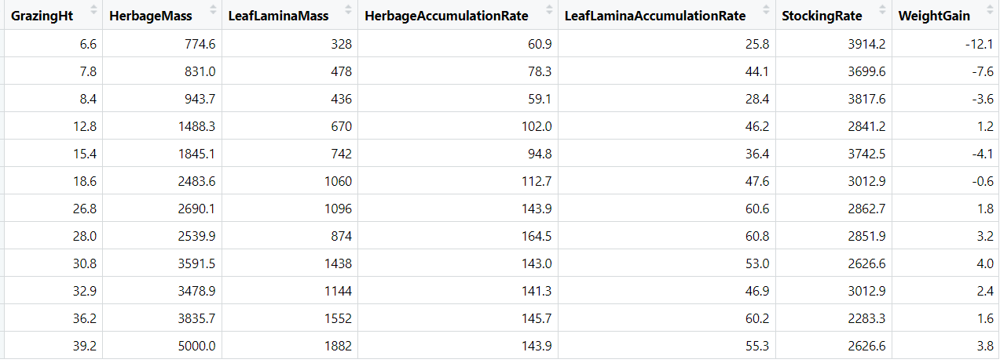 GrazingHt HerbageMass LeafLaminaMass HerbageAccumulationRate LeafLaminaAccumulationRate StockingRate WeightGain
6.6 774.6 328 60.9 25.8 3914.2 -12.1
7.8 831.0 478 78.3 44.1 3699.6 -7.6
8.4 943.7 436 59.1 28.4 3817.6 -3.6
12.8 1488.3 670 102.0 46.2 2841.2 1.2
15.4 1845.1 742 94.8 36.4 3742.5 -4.1
18.6 2483.6 1060 112.7 47.6 3012.9 -0.6
26.8 2690.1 1096 143.9 60.6 2862.7 1.8
28.0 2539.9 874 164.5 60.8 2851.9 3.2
30.8 3591.5 1438 143.0 53.0 2626.6 4.0
32.9 3478.9 1144 141.3 46.9 3012.9 2.4
36.2 3835.7 1552 145.7 60.2 2283.3 1.6
39.2 5000.0 1882 143.9 55.3 2626.6 3.8